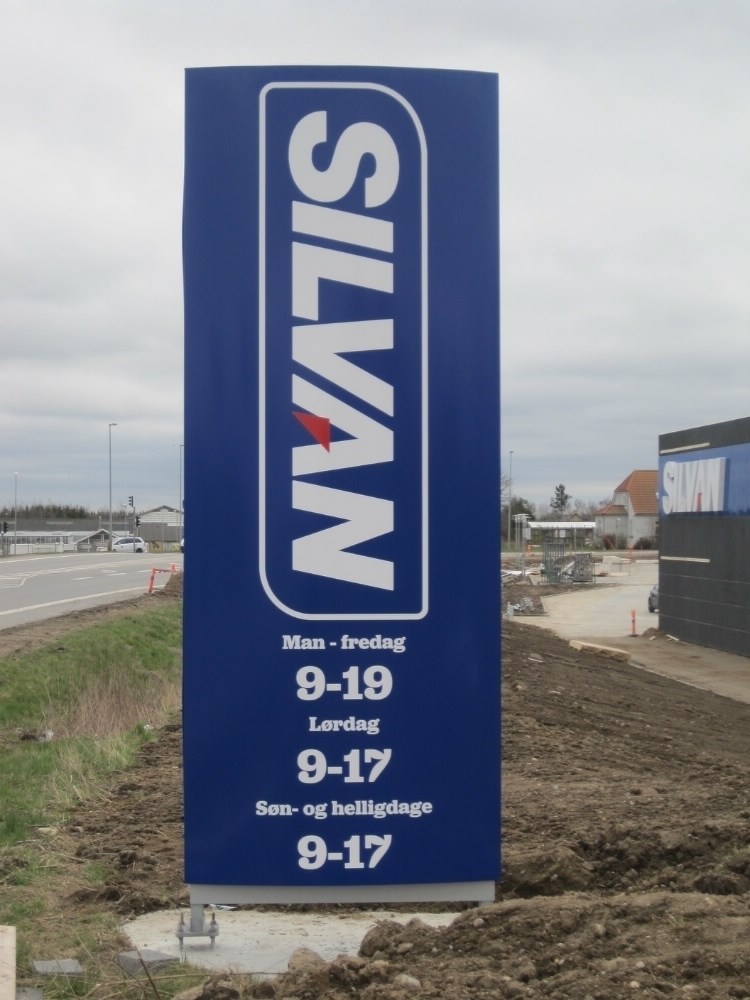 SILVAN
Man - fredag
9-19
Lørdag
9-17
Søn- og helligdage
9-17
SILVAN